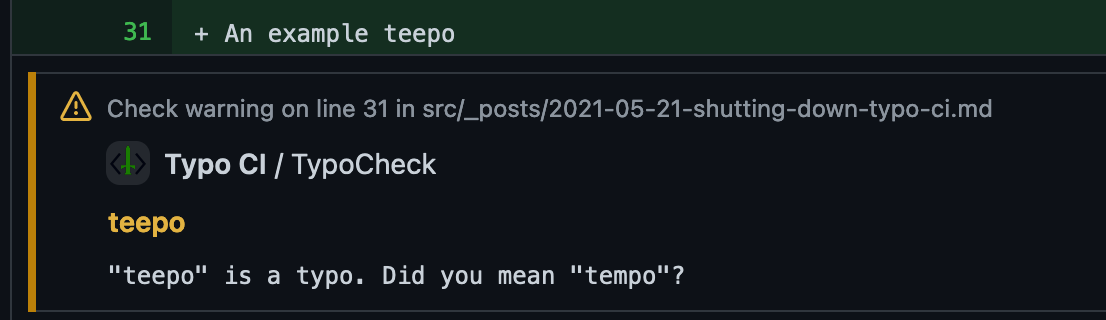 31 + An example teepo
Check warning on line 31 in src/_posts/2021-05-21-shutting-down-typo-ci.md
Typo CI / TypoCheck
teepo
"teepo" is a typo. Did you mean "tempo"?